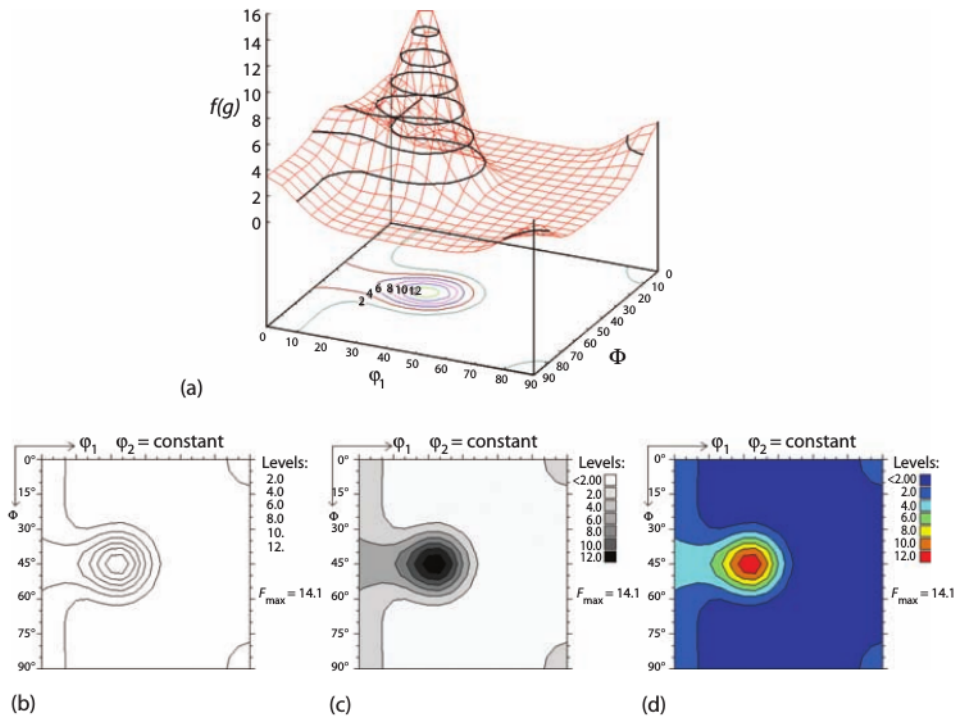 16
14
12
10
f(g)
8
6
4
2
0
2 4 6 8 10 12
0 10 20 30 40 50 60 70 80 90
φ₁
90 80 70 60 50 40 30 20 10 0
Φ
(a)
φ₁ φ₂ = constant
Φ
0°
15°
30°
45°
60°
75°
90°
Levels:
2.0
4.0
6.0
8.0
10.
12.
Fmax = 14.1
(b)
φ₁ φ₂ = constant
Φ
0°
15°
30°
45°
60°
75°
90°
Levels:
<2.00
2.0
4.0
6.0
8.0
10.0
12.0
Fmax = 14.1
(c)
φ₁ φ₂ = constant
Φ
0°
15°
30°
45°
60°
75°
90°
Levels:
<2.00
2.0
4.0
6.0
8.0
10.0
12.0
Fmax = 14.1
(d)